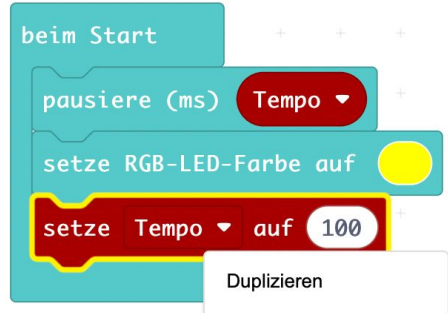 beim Start
pausiere (ms) Tempo
setze RGB-LED-Farbe auf
setze Tempo auf 100
Duplizieren